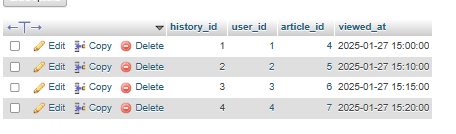 ←T→ history_id user_id article_id viewed_at
Edit Copy Delete 1 1 4 2025-01-27 15:00:00
Edit Copy Delete 2 2 5 2025-01-27 15:10:00
Edit Copy Delete 3 3 6 2025-01-27 15:15:00
Edit Copy Delete 4 4 7 2025-01-27 15:20:00